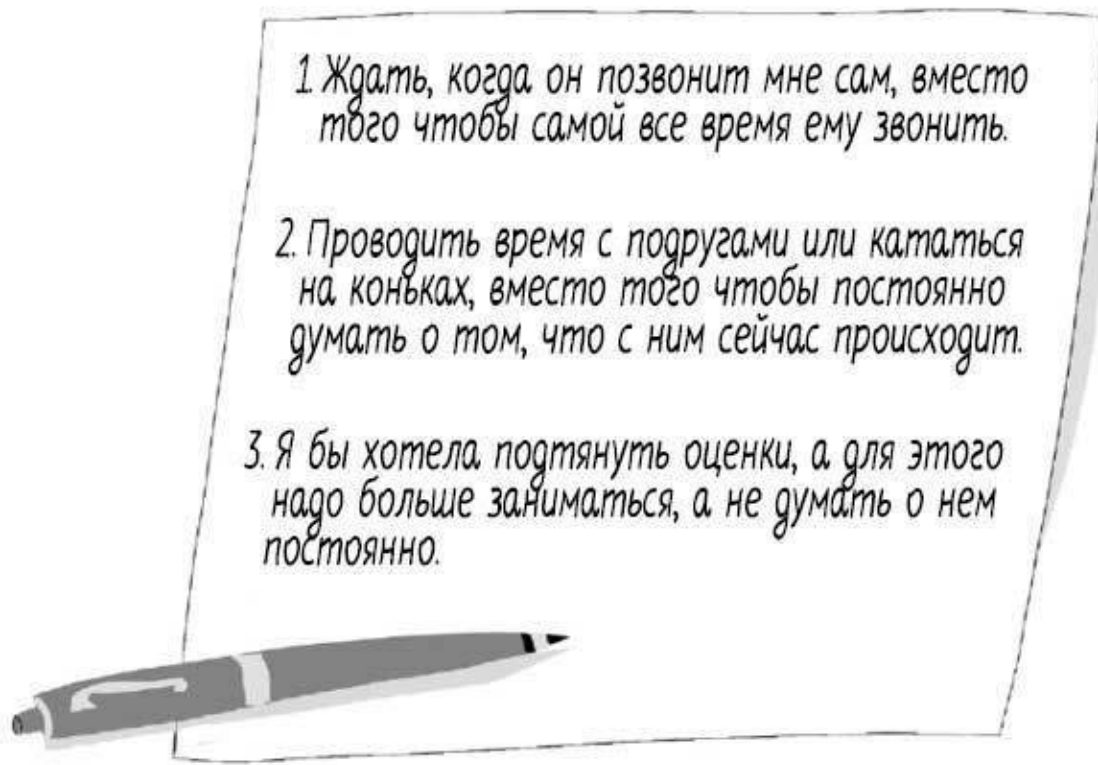 1. Ждать, когда он позвонит мне сам, вместо
того чтобы самой все время ему звонить.
2. Проводить время с подругами или кататься
на коньках, вместо того чтобы постоянно
думать о том, что с ним сейчас происходит.
3. Я бы хотела подтянуть оценки, а для этого
надо больше заниматься, а не думать о нем
постоянно.